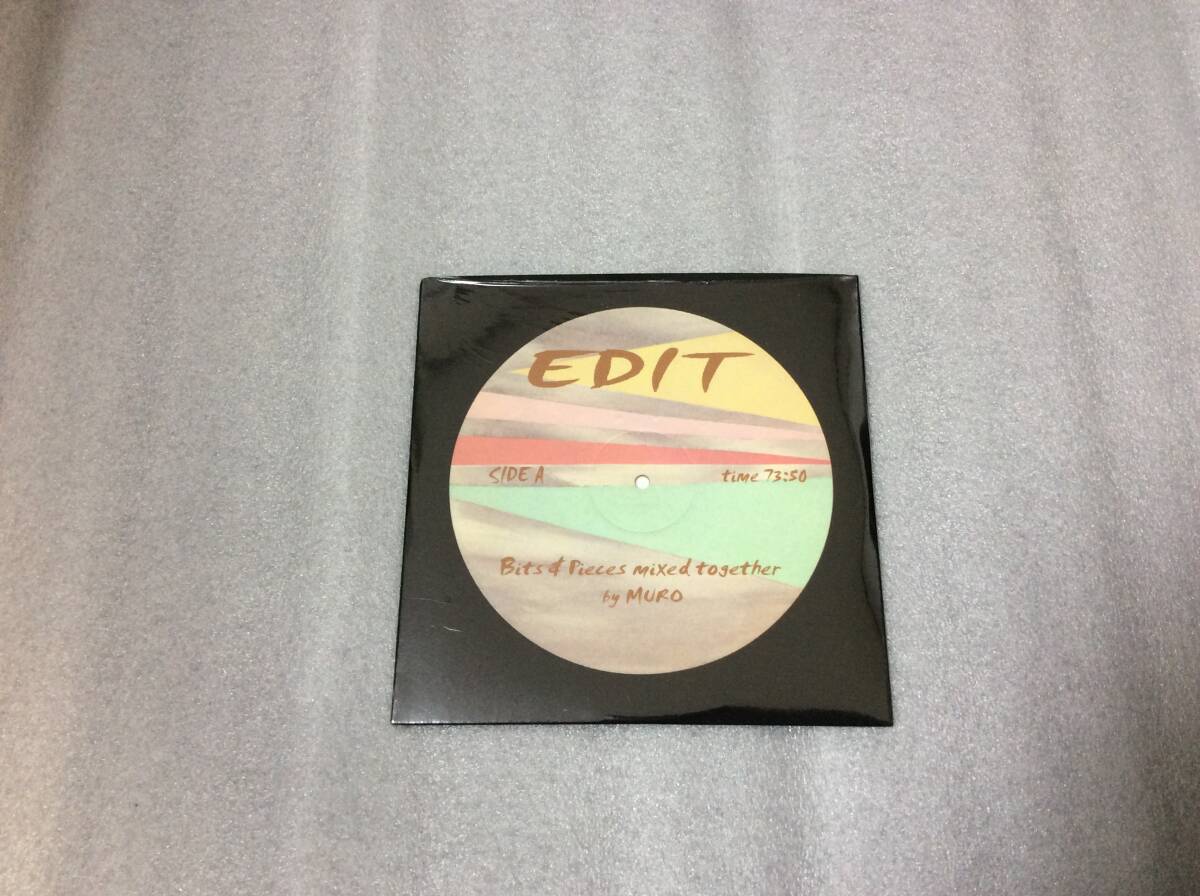 EDIT
SIDE A time 73:50
Bits & Pieces mixed together
by MURO